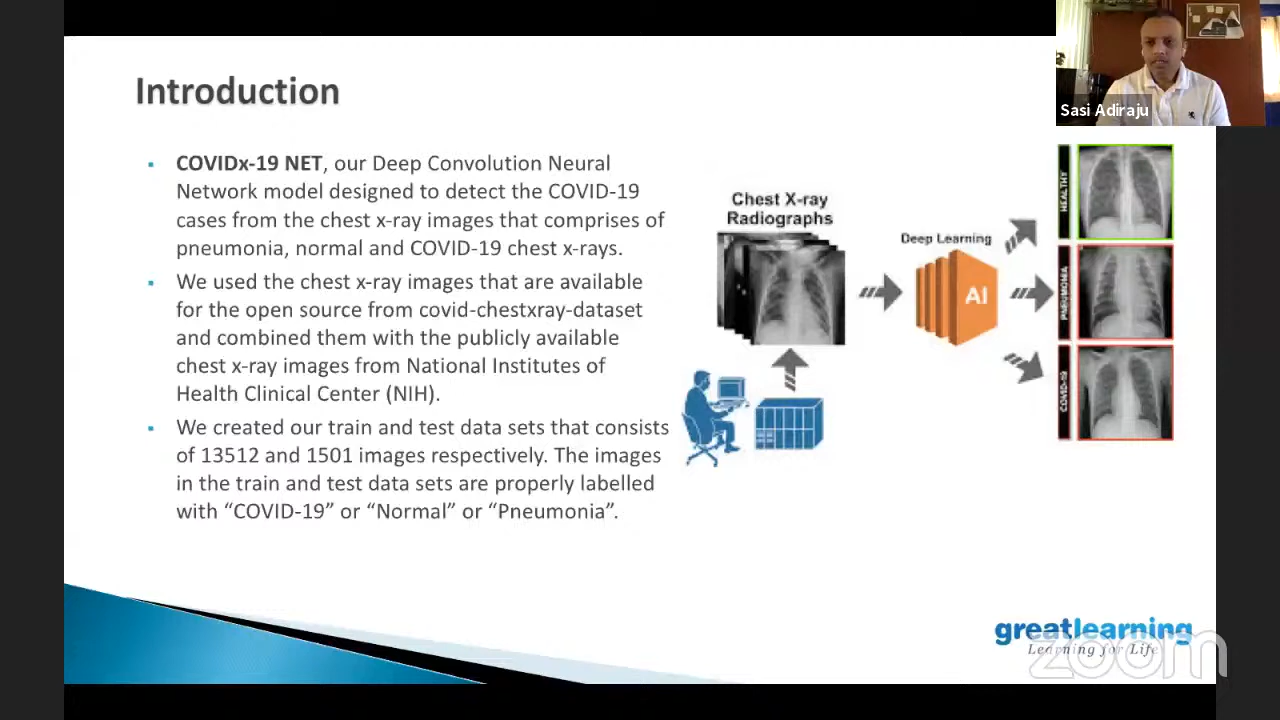 Introduction
Sasi Adiraju
▪ COVIDx-19 NET, our Deep Convolution Neural
Network model designed to detect the COVID-19
cases from the chest x-ray images that comprises of
pneumonia, normal and COVID-19 chest x-rays.
▪ We used the chest x-ray images that are available
for the open source from covid-chestxray-dataset
and combined them with the publicly available
chest x-ray images from National Institutes of
Health Clinical Center (NIH).
▪ We created our train and test data sets that consists
of 13512 and 1501 images respectively. The images
in the train and test data sets are properly labelled
with “COVID-19” or “Normal” or “Pneumonia”.
Chest X-ray
Radiographs
Deep Learning
AI
HEALTHY
PNEUMONIA
COVID-19
greatlearning
Learning for Life
zoom